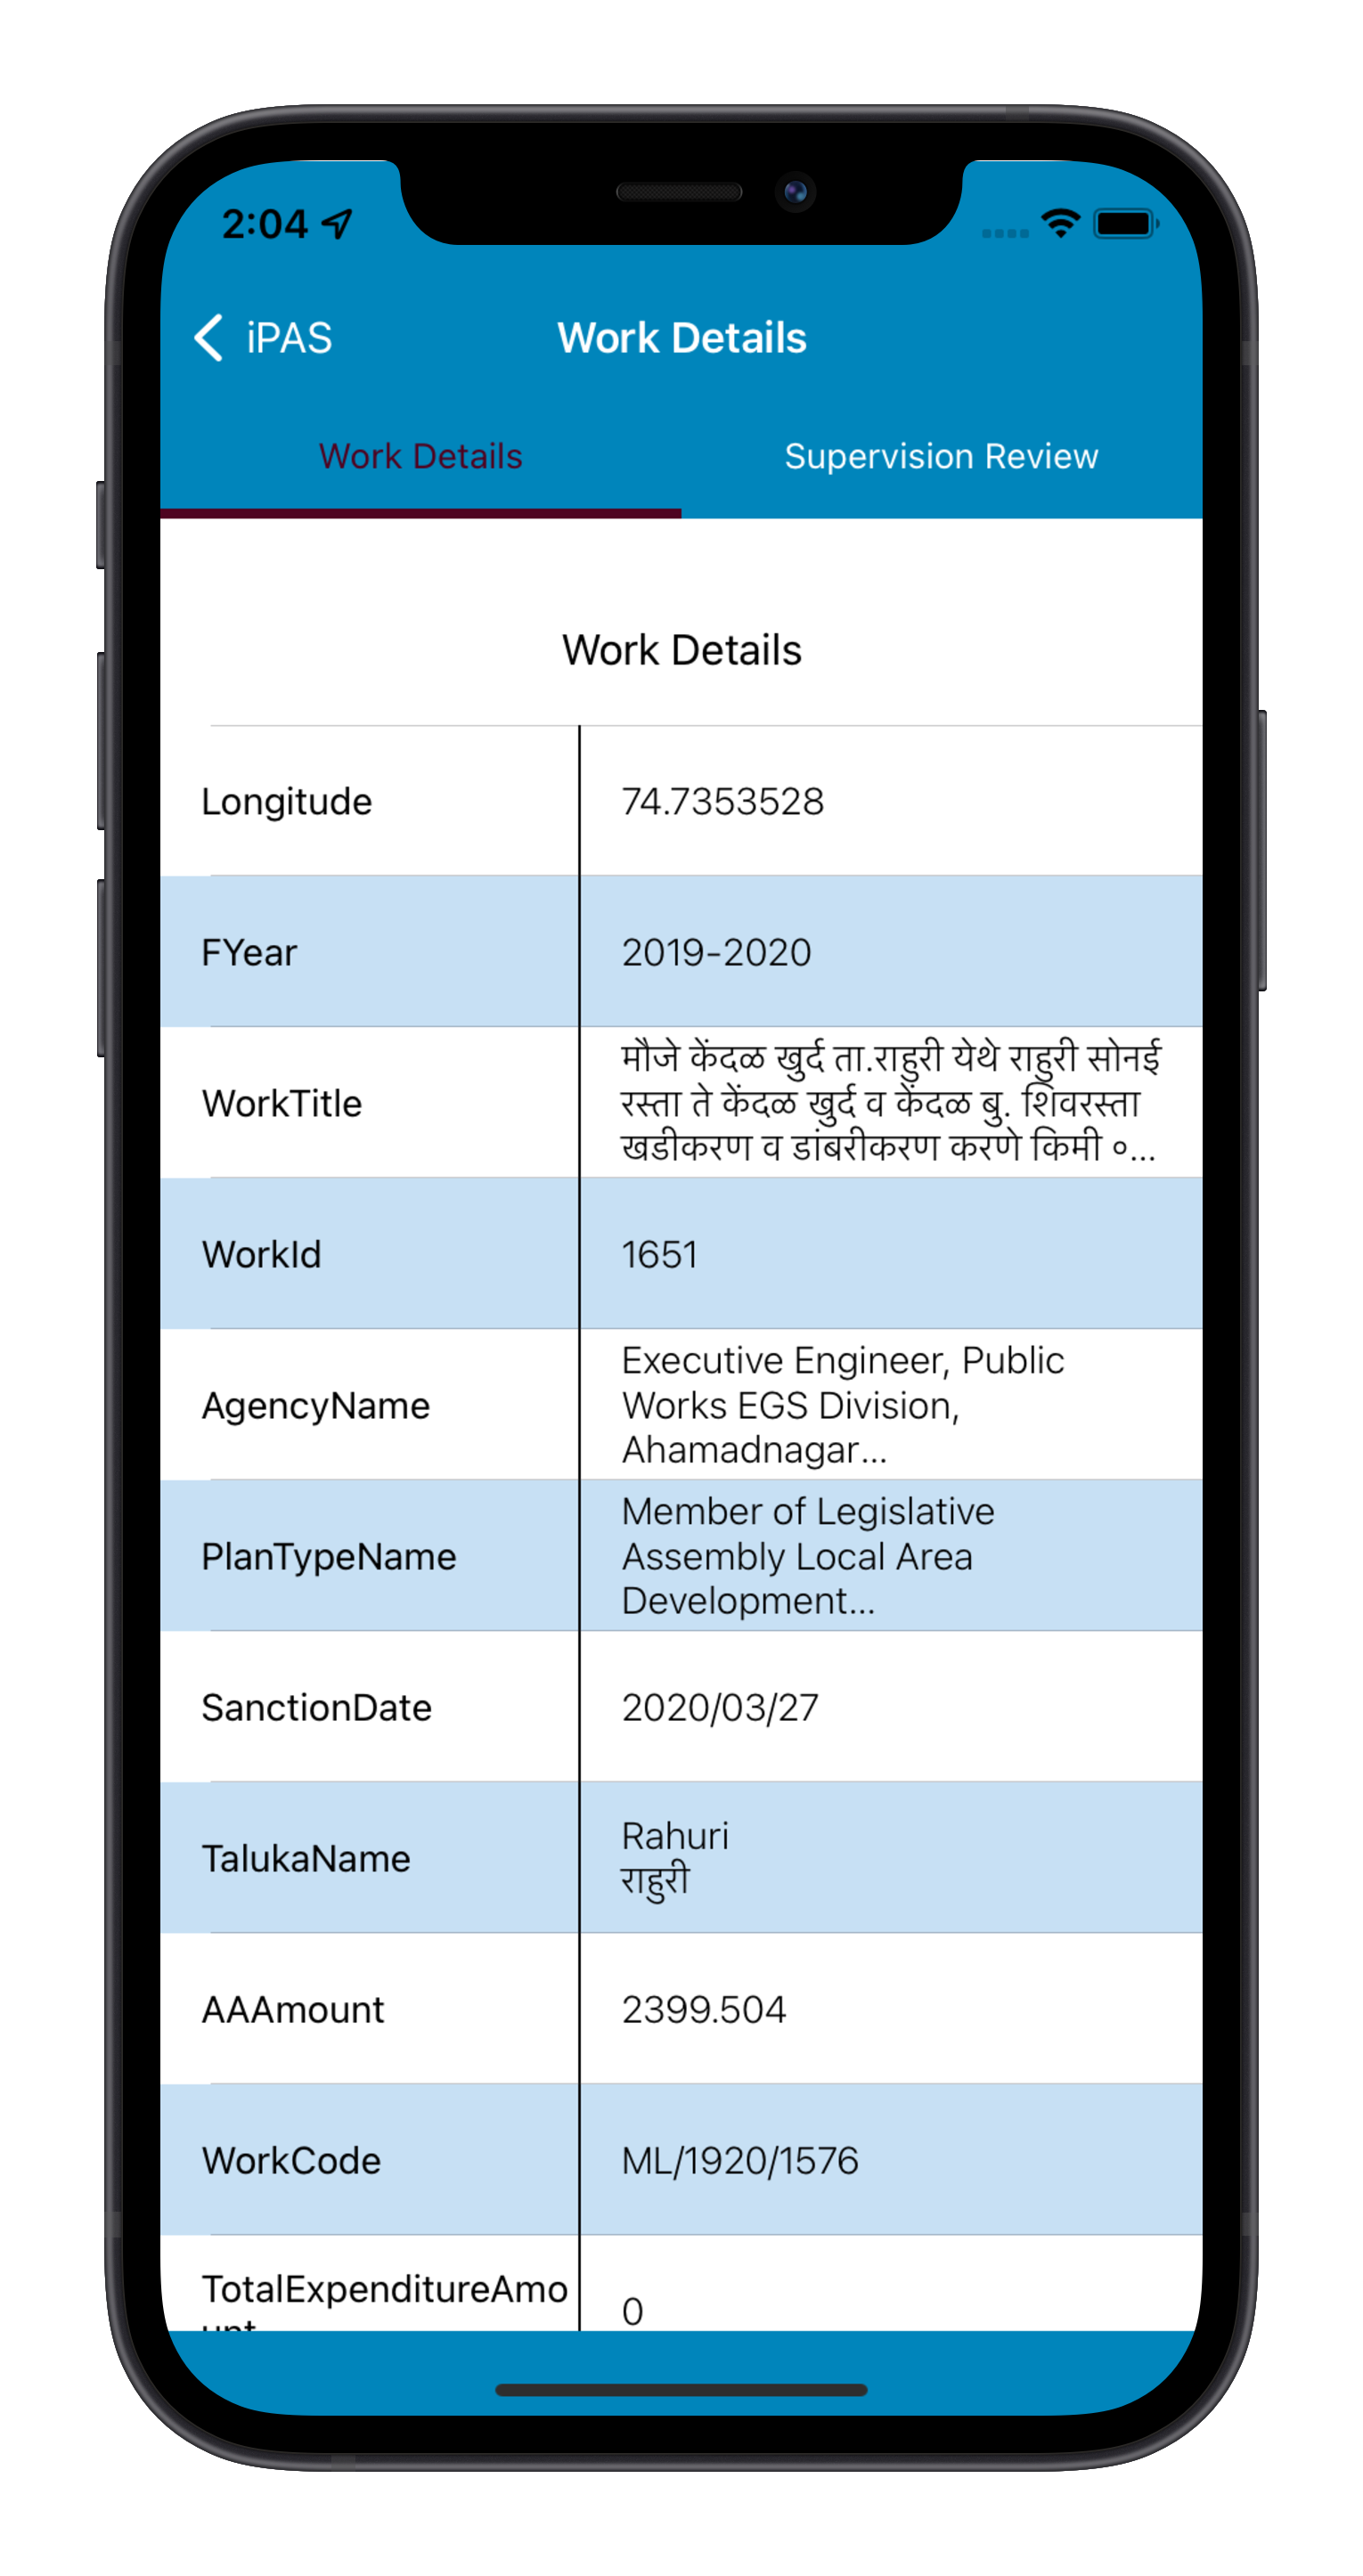 2:04
iPAS
Work Details
Work Details
Supervision Review
Work Details
Longitude
74.7353528
FYear
2019-2020
WorkTitle
मौजे केंदळ खुर्द ता.राहुरी येथे राहुरी सोनई
रस्ता ते केंदळ खुर्द व केंदळ बु. शिवरस्ता
खडीकरण व डांबरीकरण करणे किमी ०...
WorkId
1651
AgencyName
Executive Engineer, Public
Works EGS Division,
Ahamadnagar...
PlanTypeName
Member of Legislative
Assembly Local Area
Development...
SanctionDate
2020/03/27
TalukaName
Rahuri
राहुरी
AAAmount
2399.504
WorkCode
ML/1920/1576
TotalExpenditureAmo
unt
0